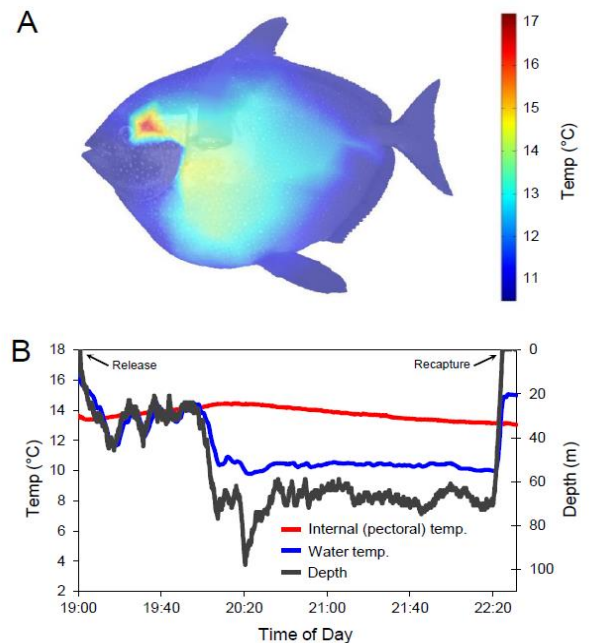 A
17
16
15
14
13
12
11
Temp (°C)
B
18
16
14
12
10
8
6
4
2
Temp (°C)
Release
Recapture
0
20
40
60
80
100
Depth (m)
Internal (pectoral) temp.
Water temp.
Depth
19:00 19:40 20:20 21:00 21:40 22:20
Time of Day